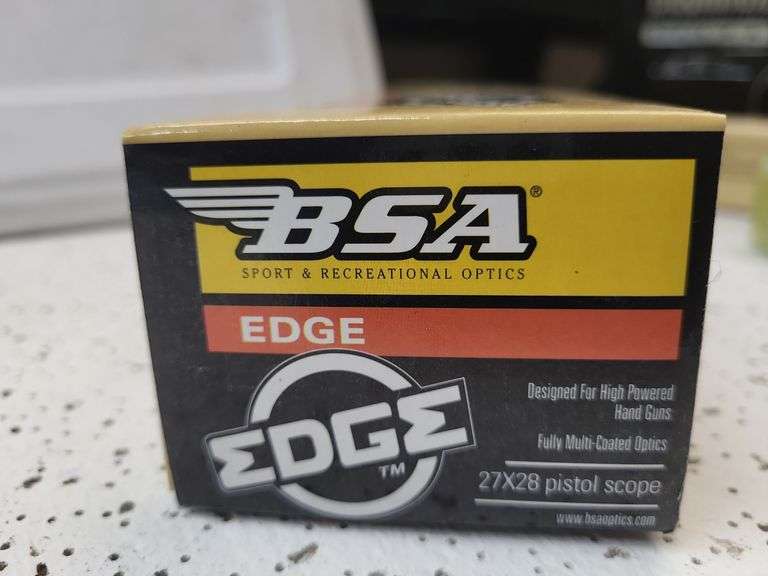 BSA®
SPORT & RECREATIONAL OPTICS
EDGE
EDGE
TM
Designed For High Powered
Hand Guns
Fully Multi-Coated Optics
27X28 pistol scope
www.bsaoptics.com